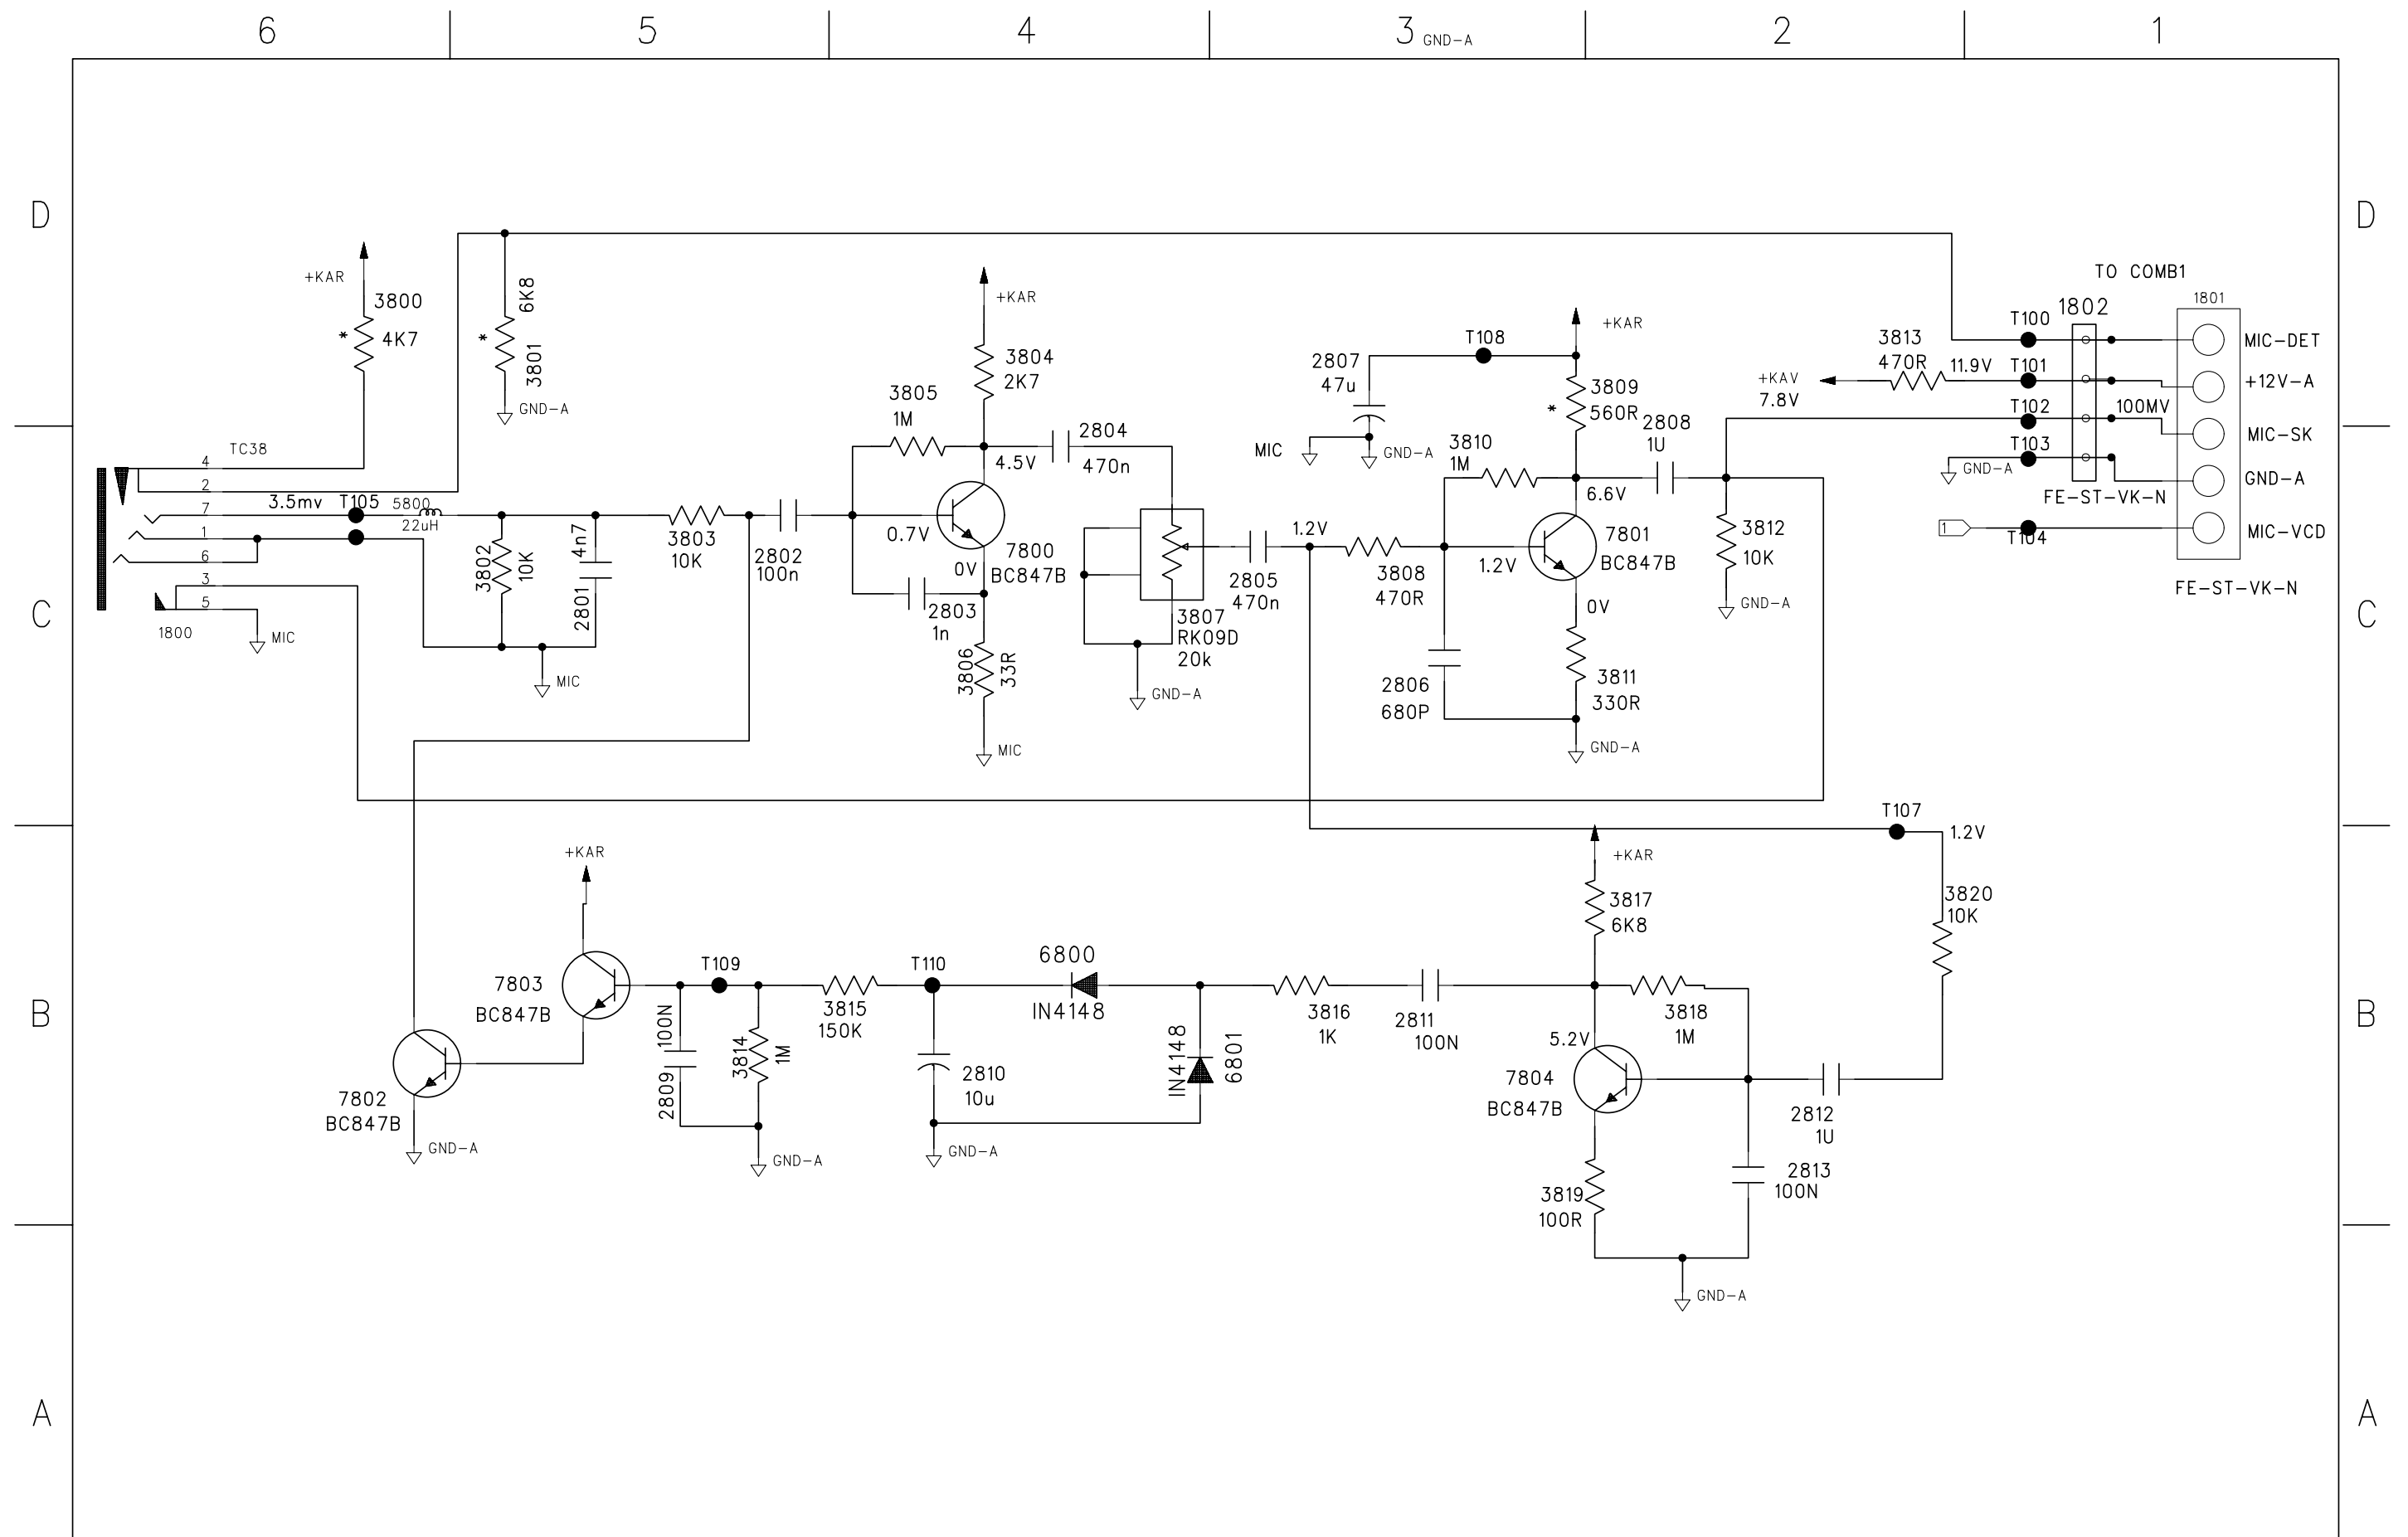 6 5 4 3 GND-A 2 1
D D
+KAR
3800
4K7
*
6K8
3801
*
GND-A
+KAR
3804
2K7
3805
1M
4.5V
2804
470n
0.7V
7800
BC847B
0V
2803
1n
3806
33R
MIC
3807
RK09D
20k
GND-A
2805
470n
1.2V
T108
2807
47u
MIC
GND-A
+KAR
3809
560R
*
3810
1M
2808
1U
6.6V
7801
BC847B
1.2V
3808
470R
0V
2806
680P
3811
330R
GND-A
3812
10K
GND-A
3813
470R
11.9V
+KAV
7.8V
TO COMB1
1801
1802
T100
T101
T102
T103
T104
100MV
GND-A
FE-ST-VK-N
1
MIC-DET
+12V-A
MIC-SK
GND-A
MIC-VCD
FE-ST-VK-N
C C
TC38
4
2
7
1
6
3
5
1800
MIC
3.5mv
T105
5800
22uH
3802
10K
4n7
2801
MIC
3803
10K
2802
100n
T107
1.2V
B B
+KAR
7803
BC847B
7802
BC847B
GND-A
T109
100N
2809
3814
1M
GND-A
3815
150K
T110
2810
10u
GND-A
6800
IN4148
IN4148
6801
3816
1K
2811
100N
+KAR
3817
6K8
3818
1M
5.2V
7804
BC847B
3819
100R
3820
10K
2812
1U
2813
100N
GND-A
A A